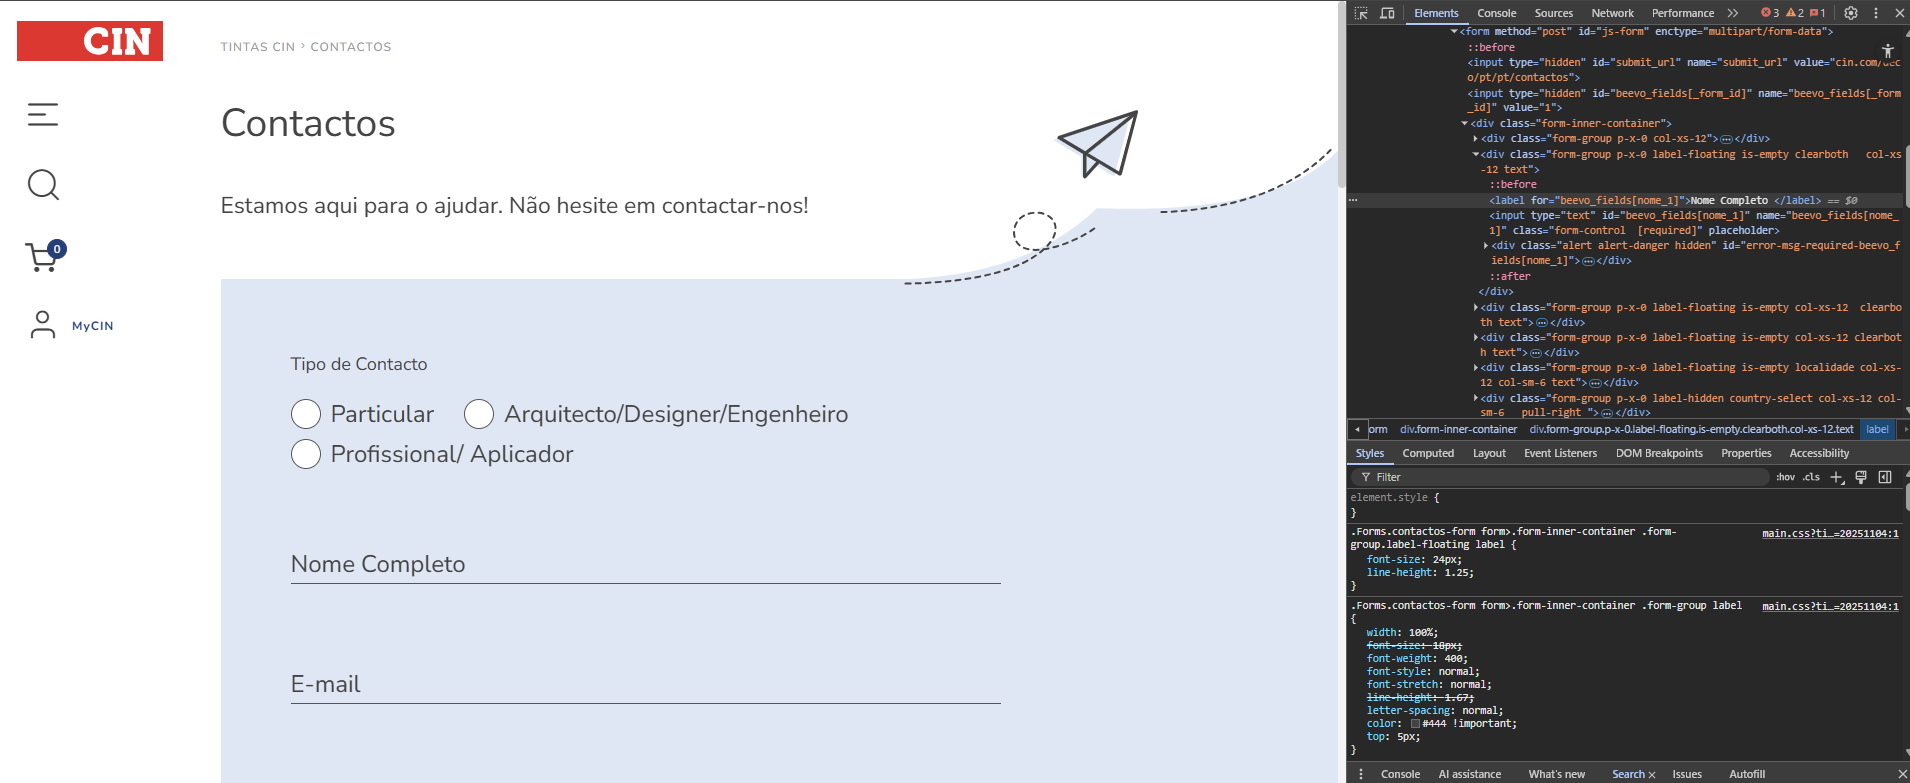 CIN
TINTAS CIN > CONTACTOS
Contactos
Estamos aqui para o ajudar. Não hesite em contactar-nos!
0
MyCIN
Tipo de Contacto
Particular
Arquitecto/Designer/Engenheiro
Profissional/ Aplicador
Nome Completo
E-mail
Elements Console Sources Network Performance >> 3 2 1
<form method="post" id="js-form" enctype="multipart/form-data">
::before
<input type="hidden" id="submit_url" name="submit_url" value="cin.com/dec
o/pt/pt/contactos">
<input type="hidden" id="beevo_fields[_form_id]" name="beevo_fields[_form
_id]" value="1">
<div class="form-inner-container">
<div class="form-group p-x-0 col-xs-12">…</div>
<div class="form-group p-x-0 label-floating is-empty clearboth col-xs
-12 text">
::before
<label for="beevo_fields[nome_1]">Nome Completo </label> == $0
<input type="text" id="beevo_fields[nome_1]" name="beevo_fields[nome_
1]" class="form-control [required]" placeholder>
<div class="alert alert-danger hidden" id="error-msg-required-beevo_f
ields[nome_1]">…</div>
::after
</div>
<div class="form-group p-x-0 label-floating is-empty col-xs-12 clearbo
th text">…</div>
<div class="form-group p-x-0 label-floating is-empty col-xs-12 clearbot
h text">…</div>
<div class="form-group p-x-0 label-floating is-empty localidade col-xs-
12 col-sm-6 text">…</div>
<div class="form-group p-x-0 label-hidden country-select col-xs-12 col-
sm-6 pull-right ">…</div>
orm div.form-inner-container div.form-group.p-x-0.label-floating.is-empty.clearboth.col-xs-12.text label
Styles Computed Layout Event Listeners DOM Breakpoints Properties Accessibility
Filter :hov .cls
element.style {
}
.Forms.contactos-form form>.form-inner-container .form- main.css?ti…=20251104:1
group.label-floating label {
font-size: 24px;
line-height: 1.25;
}
.Forms.contactos-form form>.form-inner-container .form-group label main.css?ti…=20251104:1
{
width: 100%;
font-size: 18px;
font-weight: 400;
font-style: normal;
font-stretch: normal;
line-height: 1.67;
letter-spacing: normal;
color: #444 !important;
top: 5px;
}
Console AI assistance What's new Search Issues Autofill